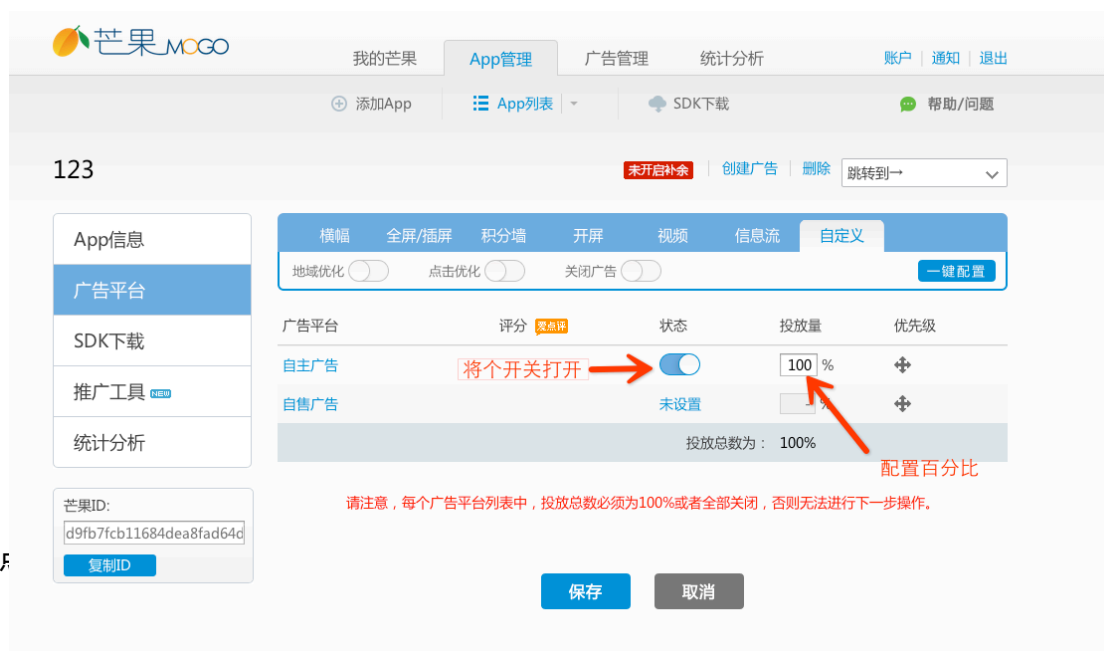 芒果 MOGO
我的芒果 App管理 广告管理 统计分析 账户 通知 退出
添加App App列表 SDK下载 帮助/问题
123 未开启补余 创建广告 删除 跳转到→
App信息
广告平台
SDK下载
推广工具 NEW
统计分析
横幅 全屏/插屏 积分墙 开屏 视频 信息流 自定义
地域优化 点击优化 关闭广告 一键配置
广告平台 评分 要点评 状态 投放量 优先级
自主广告 将个开关打开 100 %
自售广告 未设置 - %
投放总数为： 100%
配置百分比
请注意，每个广告平台列表中，投放总数必须为100%或者全部关闭，否则无法进行下一步操作。
芒果ID:
d9fb7fcb11684dea8fad64d
复制ID
保存 取消